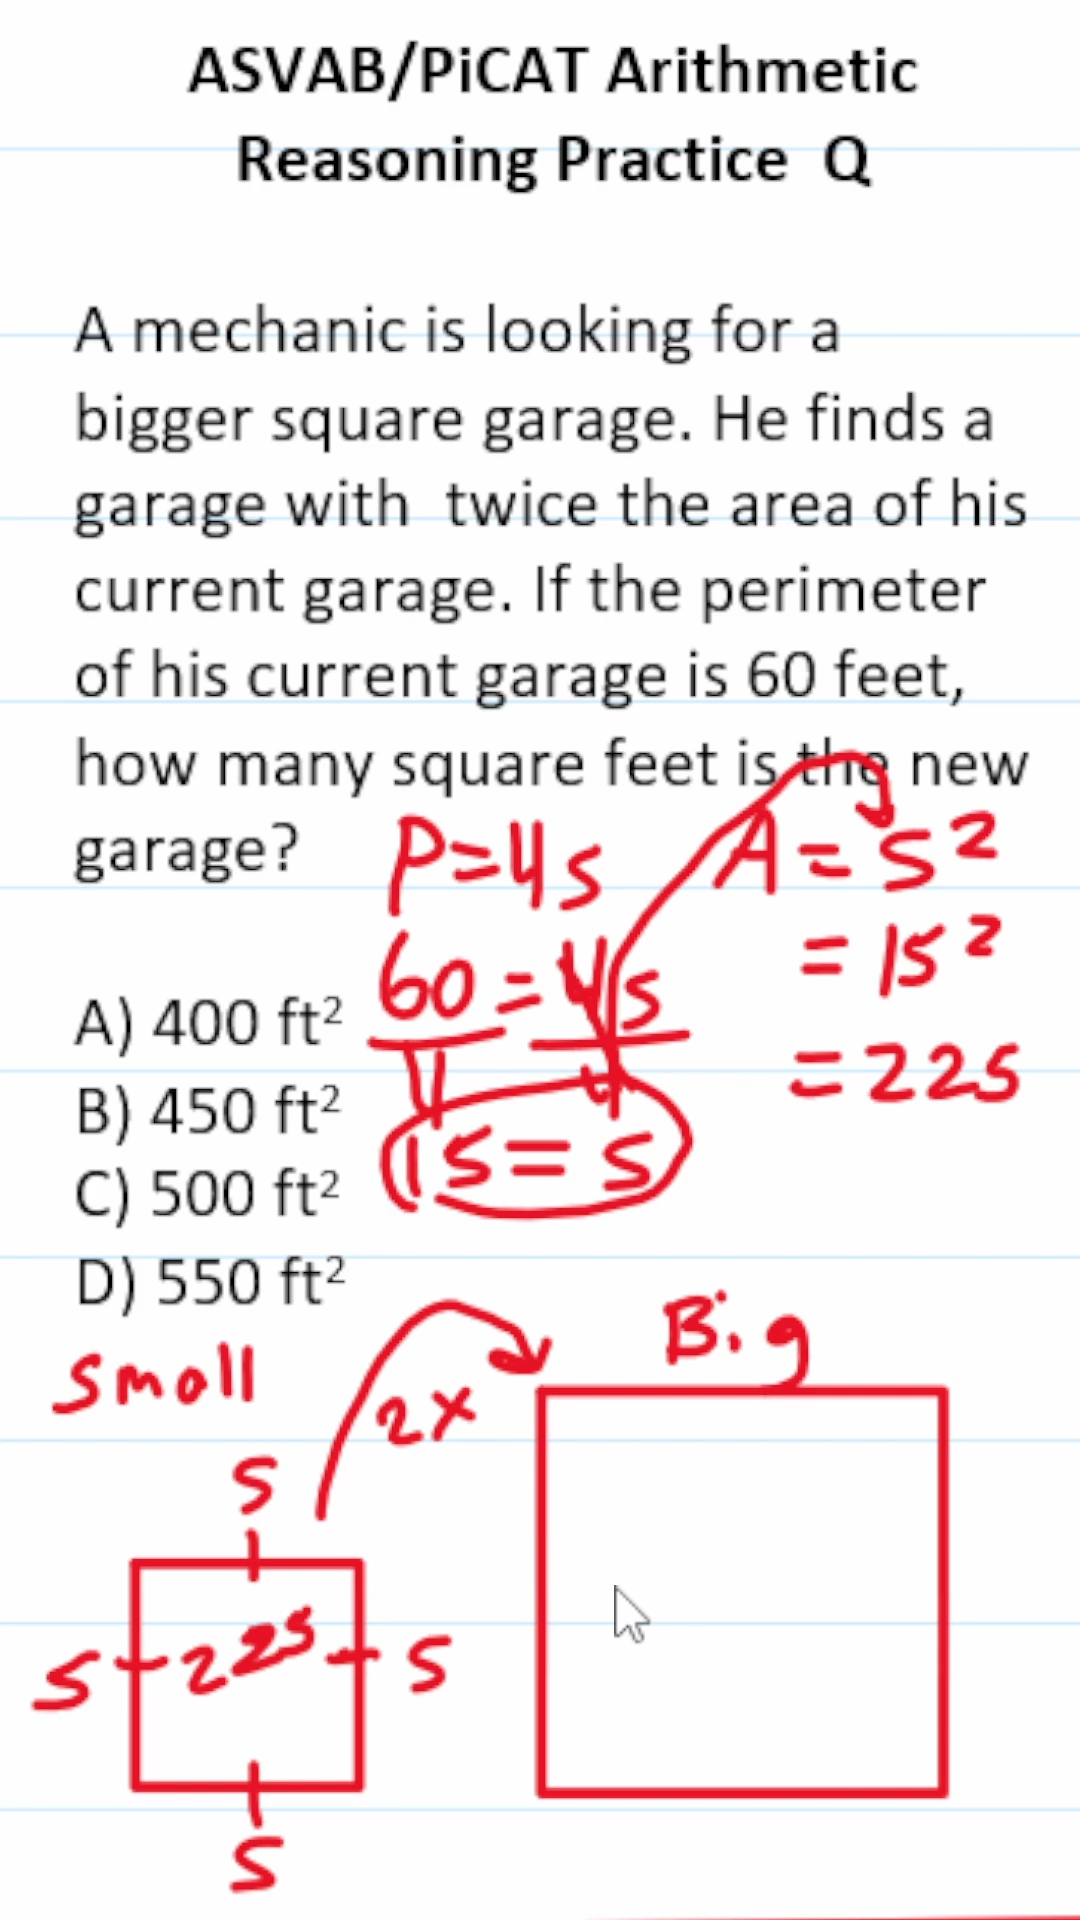 ASVAB/PiCAT Arithmetic
Reasoning Practice Q
A mechanic is looking for a
bigger square garage. He finds a
garage with twice the area of his
current garage. If the perimeter
of his current garage is 60 feet,
how many square feet is the new
garage?
P=4s
A=s²
60=4s
= 15²
4 4
=225
15=s
A) 400 ft²
B) 450 ft²
C) 500 ft²
D) 550 ft²
Small
Big
2x
s
s 225 s
s